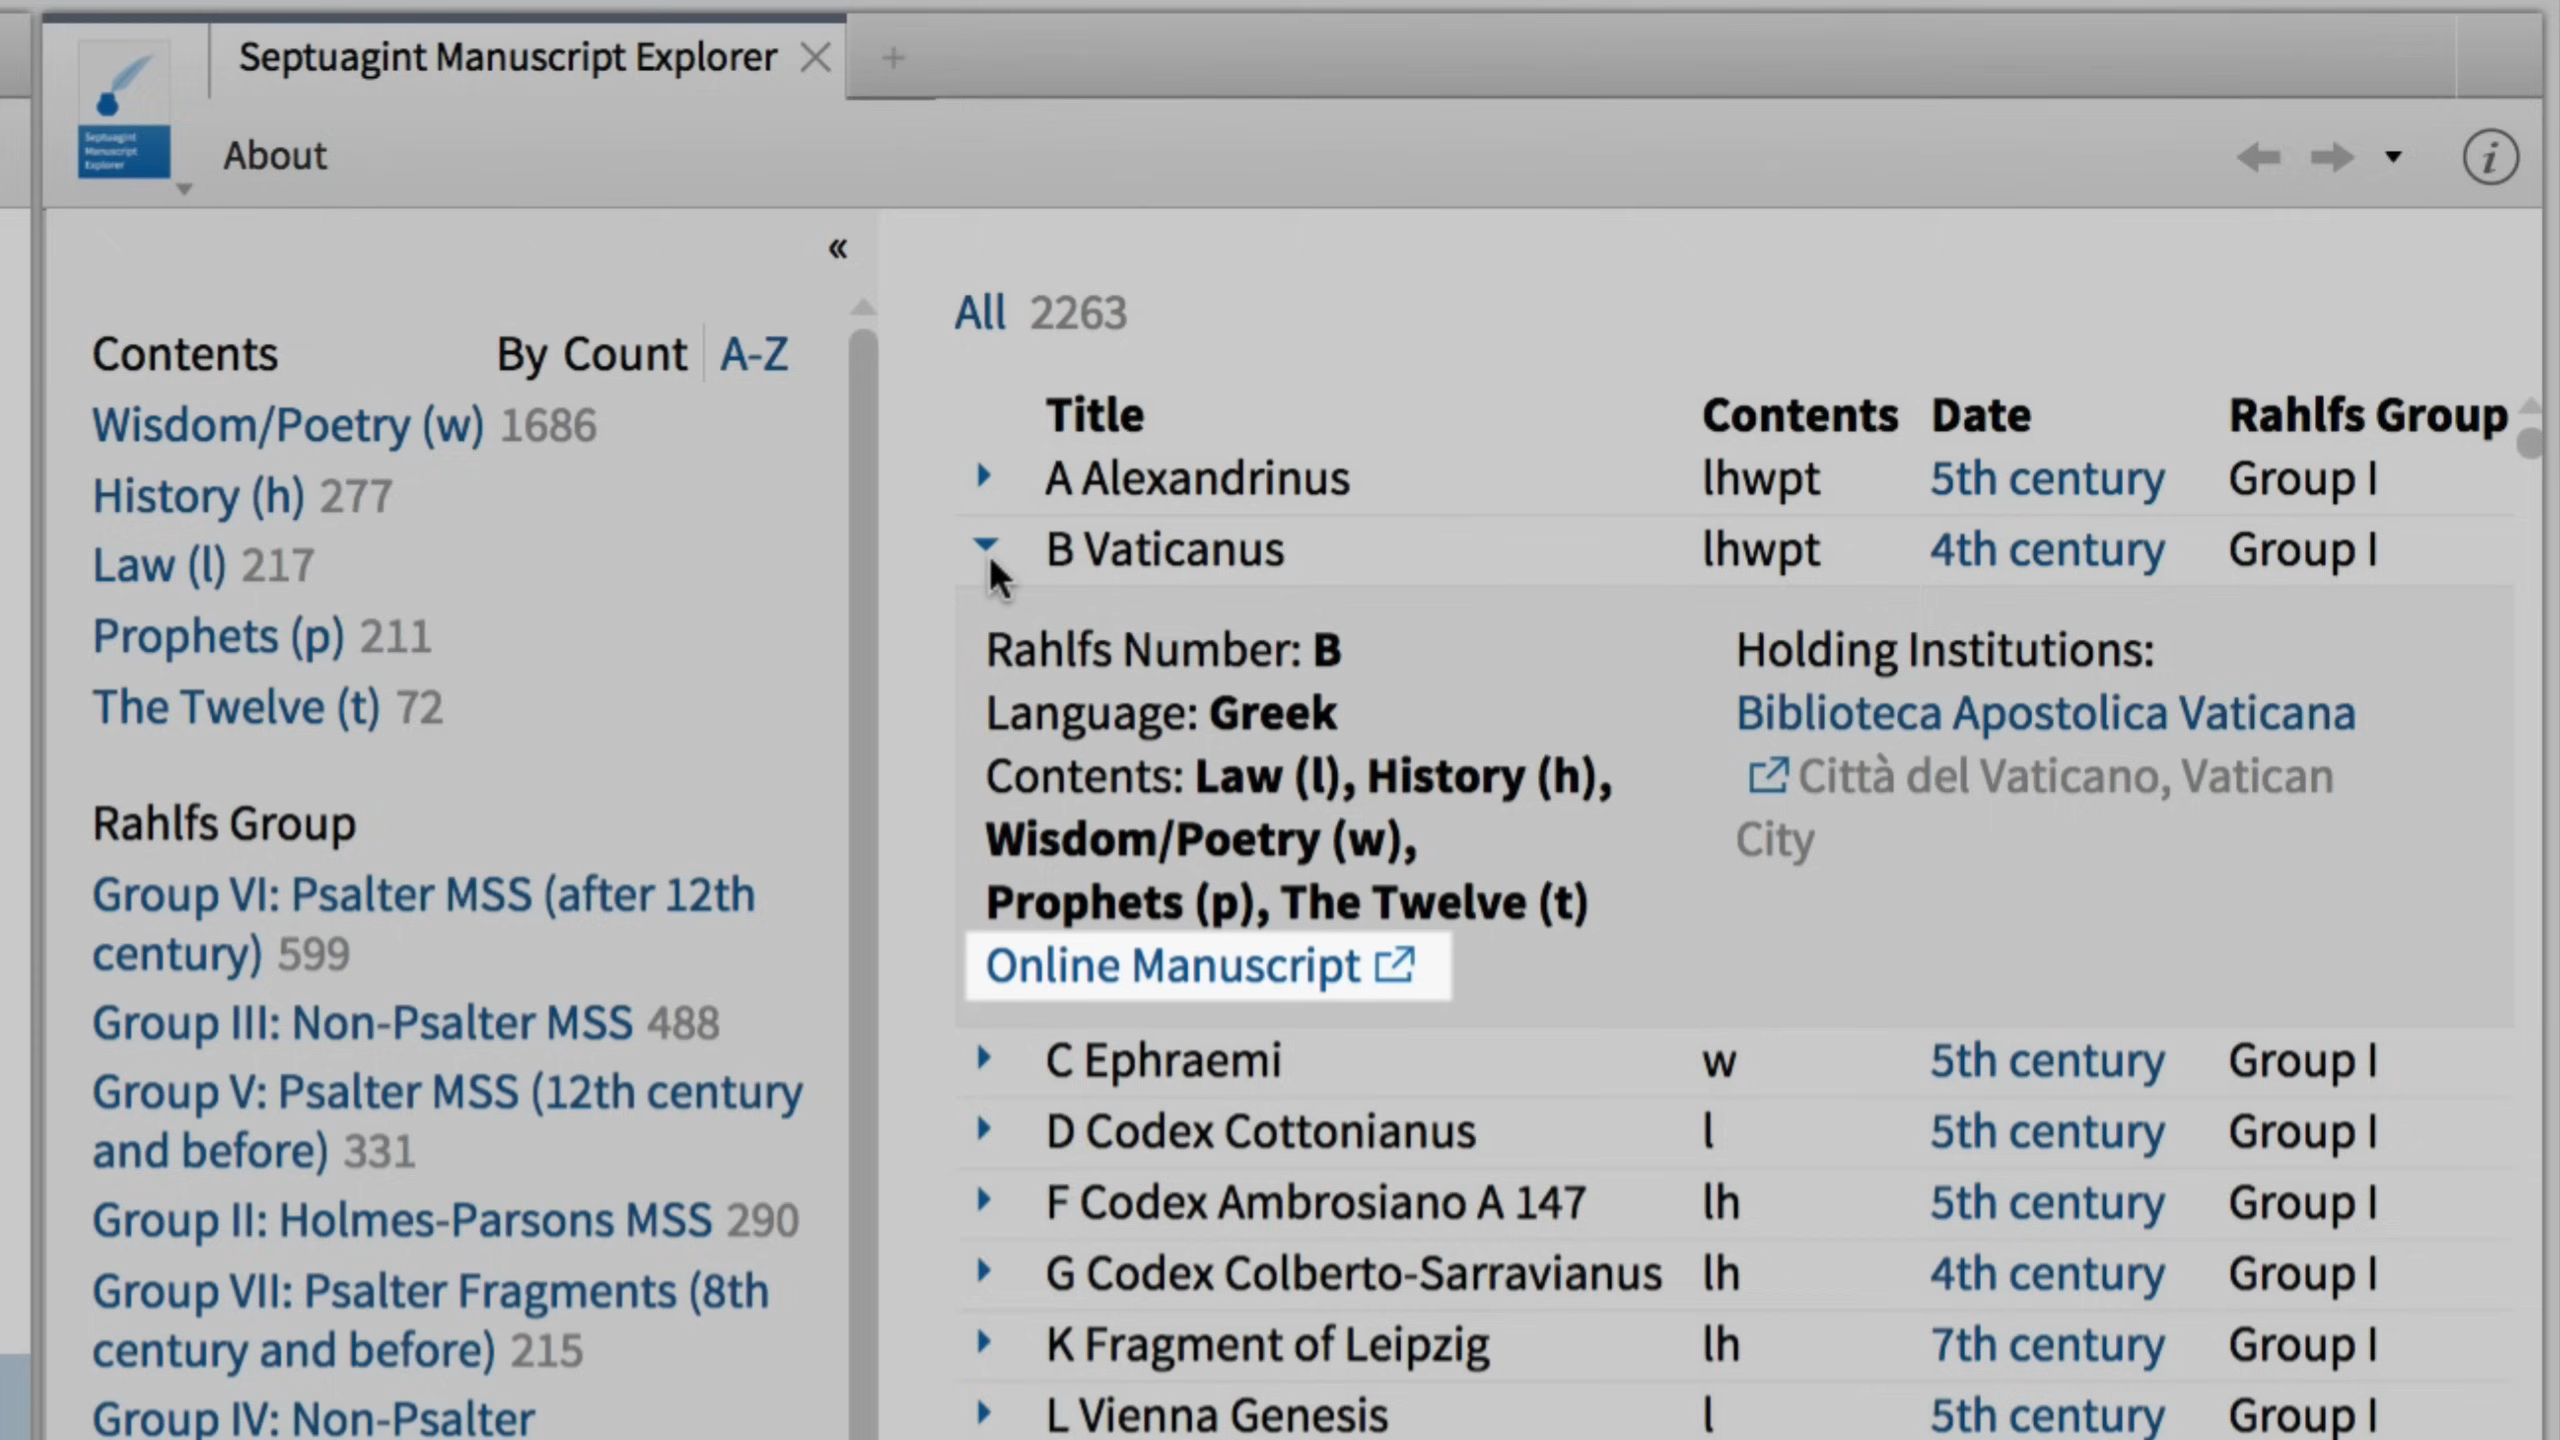 Septuagint Manuscript Explorer
Septuagint
Manuscript
Explorer
About
«
Contents By Count A-Z
Wisdom/Poetry (w) 1686
History (h) 277
Law (l) 217
Prophets (p) 211
The Twelve (t) 72
Rahlfs Group
Group VI: Psalter MSS (after 12th
century) 599
Group III: Non-Psalter MSS 488
Group V: Psalter MSS (12th century
and before) 331
Group II: Holmes-Parsons MSS 290
Group VII: Psalter Fragments (8th
century and before) 215
Group IV: Non-Psalter
All 2263
Title Contents Date Rahlfs Group
A Alexandrinus lhwpt 5th century Group I
B Vaticanus lhwpt 4th century Group I
Rahlfs Number: B
Language: Greek
Contents: Law (l), History (h),
Wisdom/Poetry (w),
Prophets (p), The Twelve (t)
Online Manuscript
Holding Institutions:
Biblioteca Apostolica Vaticana
Città del Vaticano, Vatican
City
C Ephraemi w 5th century Group I
D Codex Cottonianus l 5th century Group I
F Codex Ambrosiano A 147 lh 5th century Group I
G Codex Colberto-Sarravianus lh 4th century Group I
K Fragment of Leipzig lh 7th century Group I
L Vienna Genesis l 5th century Group I